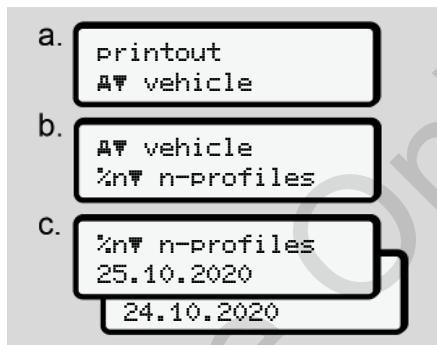 a.
printout
A▼ vehicle
b.
A▼ vehicle
%n▼ n-profiles
c.
%n▼ n-profiles
25.10.2020
24.10.2020